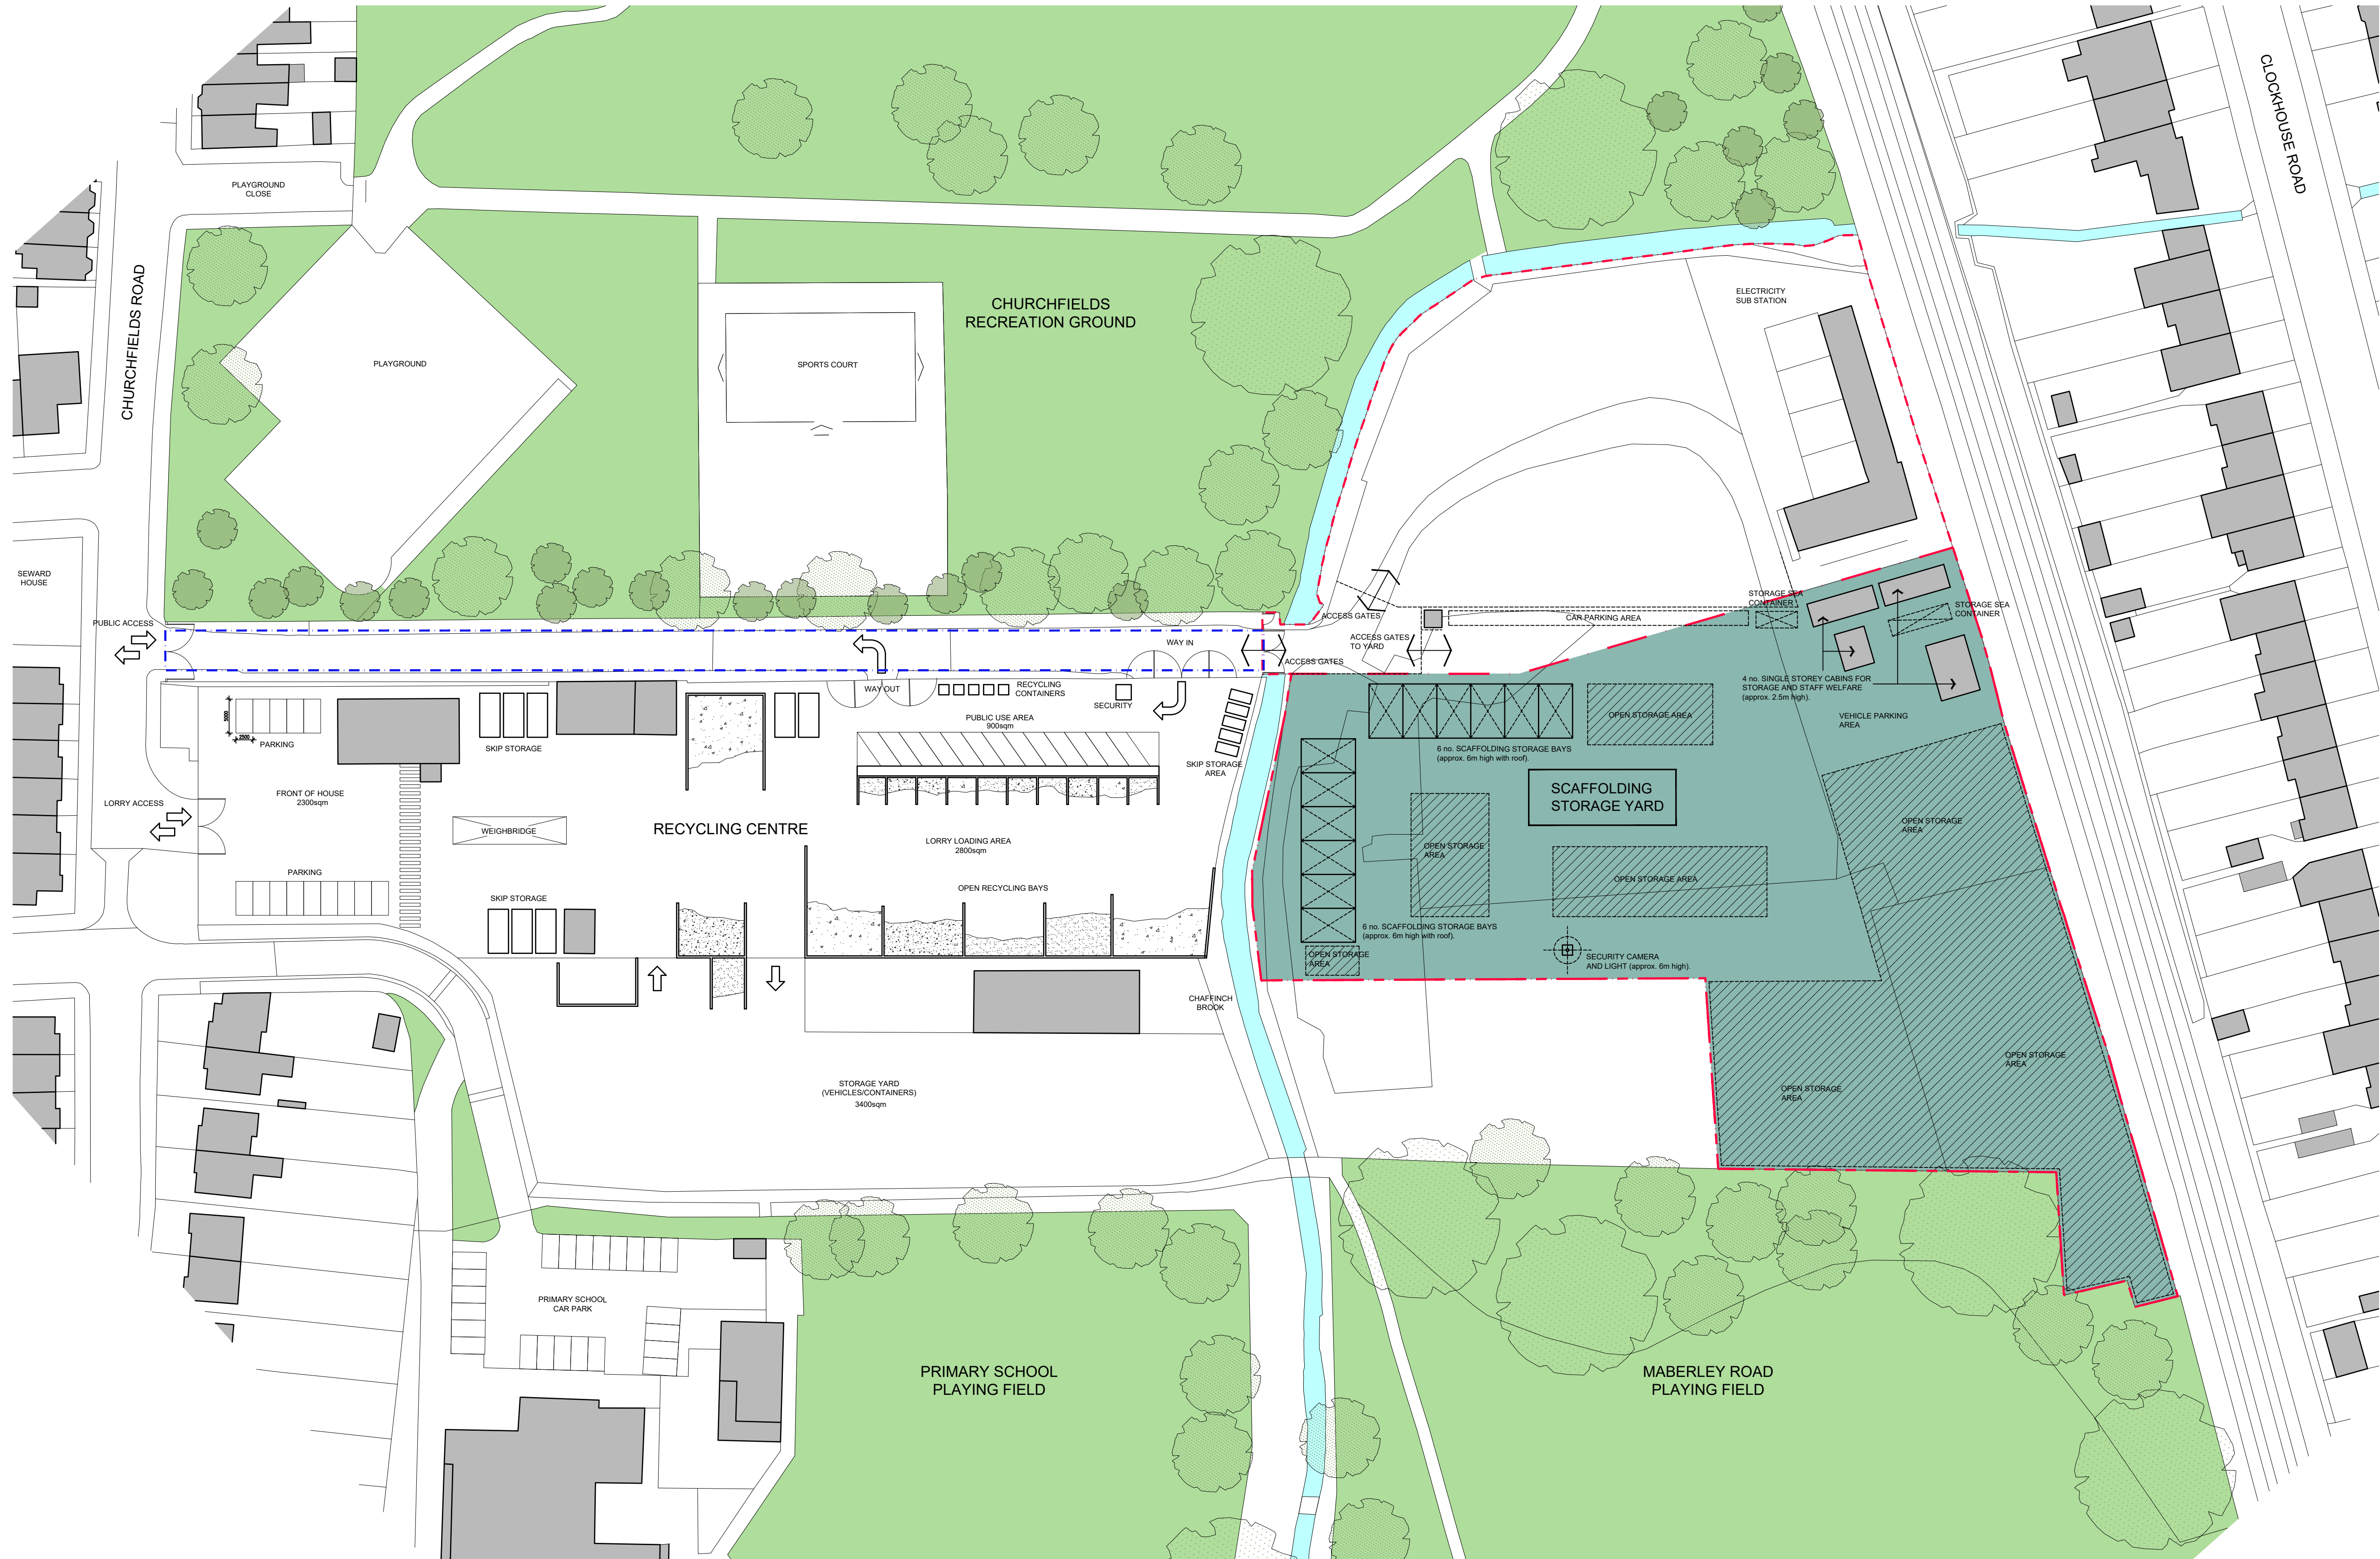 CLOCKHOUSE ROAD
PLAYGROUND
CLOSE
CHURCHFIELDS ROAD
CHURCHFIELDS
RECREATION GROUND
ELECTRICITY
SUB STATION
PLAYGROUND
SPORTS COURT
SEWARD
HOUSE
PUBLIC ACCESS
WAY IN
ACCESS GATES
ACCESS GATES
TO YARD
ACCESS GATES
CAR PARKING AREA
STORAGE SEA
CONTAINER
STORAGE SEA
CONTAINER
WAY OUT
RECYCLING
CONTAINERS
SECURITY
4 no. SINGLE STOREY CABINS FOR
STORAGE AND STAFF WELFARE
(approx. 2.5m high).
5000
2500
PARKING
SKIP STORAGE
PUBLIC USE AREA
900sqm
OPEN STORAGE AREA
VEHICLE PARKING
AREA
6 no. SCAFFOLDING STORAGE BAYS
(approx. 6m high with roof).
SKIP STORAGE
AREA
FRONT OF HOUSE
2300sqm
LORRY ACCESS
SCAFFOLDING
STORAGE YARD
WEIGHBRIDGE
RECYCLING CENTRE
LORRY LOADING AREA
2800sqm
OPEN STORAGE
AREA
OPEN STORAGE
AREA
PARKING
OPEN RECYCLING BAYS
OPEN STORAGE AREA
SKIP STORAGE
6 no. SCAFFOLDING STORAGE BAYS
(approx. 6m high with roof).
OPEN STORAGE
AREA
SECURITY CAMERA
AND LIGHT (approx. 6m high).
CHAFFINCH
BROOK
OPEN STORAGE
AREA
STORAGE YARD
(VEHICLES/CONTAINERS)
3400sqm
OPEN STORAGE
AREA
PRIMARY SCHOOL
CAR PARK
PRIMARY SCHOOL
PLAYING FIELD
MABERLEY ROAD
PLAYING FIELD